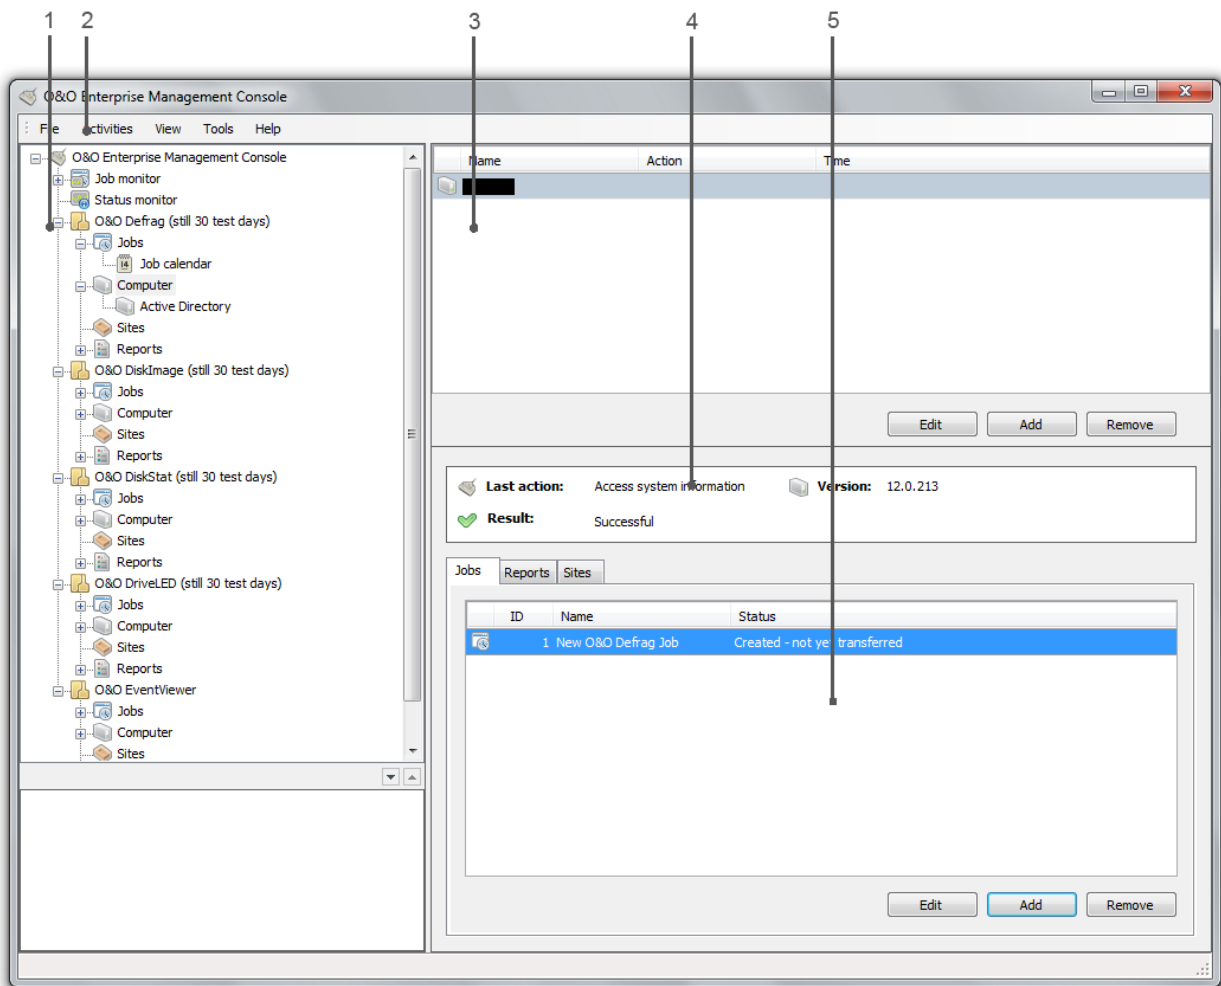 1 2 3 4 5
O&O Enterprise Management Console
File Activities View Tools Help
O&O Enterprise Management Console
Job monitor
Status monitor
O&O Defrag (still 30 test days)
Jobs
14 Job calendar
Computer
Active Directory
Sites
Reports
O&O DiskImage (still 30 test days)
Jobs
Computer
Sites
Reports
O&O DiskStat (still 30 test days)
Jobs
Computer
Sites
Reports
O&O DriveLED (still 30 test days)
Jobs
Computer
Sites
Reports
O&O EventViewer
Jobs
Computer
Sites
Name Action Time
Edit Add Remove
Last action: Access system information Version: 12.0.213
Result: Successful
Jobs Reports Sites
ID Name Status
1 New O&O Defrag Job Created - not yet transferred
Edit Add Remove